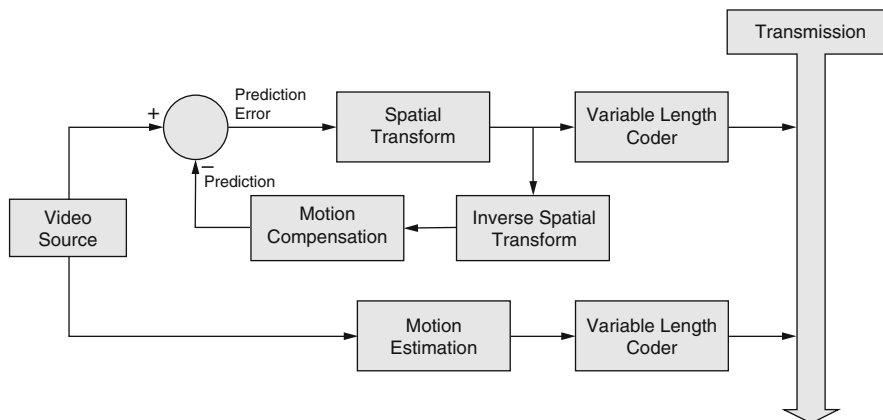 Transmission
+
Prediction
Error
Spatial
Transform
Variable Length
Coder
−
Prediction
Video
Source
Motion
Compensation
Inverse Spatial
Transform
Motion
Estimation
Variable Length
Coder